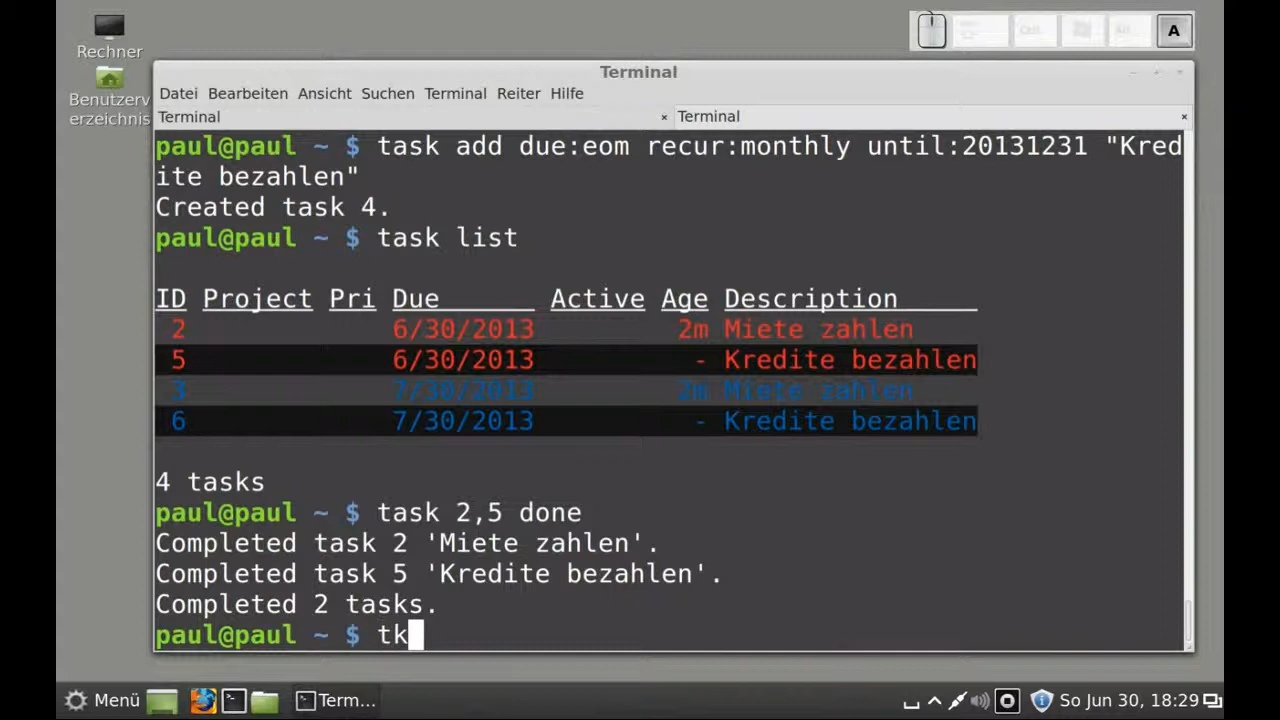 Rechner
Benutzerv
erzeichnis
A
Terminal
Datei Bearbeiten Ansicht Suchen Terminal Reiter Hilfe
Terminal × Terminal ×
paul@paul ~ $ task add due:eom recur:monthly until:20131231 "Kred
ite bezahlen"
Created task 4.
paul@paul ~ $ task list
ID Project Pri Due Active Age Description
2 6/30/2013 2m Miete zahlen
5 6/30/2013 - Kredite bezahlen
3 7/30/2013 2m Miete zahlen
6 7/30/2013 - Kredite bezahlen
4 tasks
paul@paul ~ $ task 2,5 done
Completed task 2 'Miete zahlen'.
Completed task 5 'Kredite bezahlen'.
Completed 2 tasks.
paul@paul ~ $ tk
Menü Term... So Jun 30, 18:29